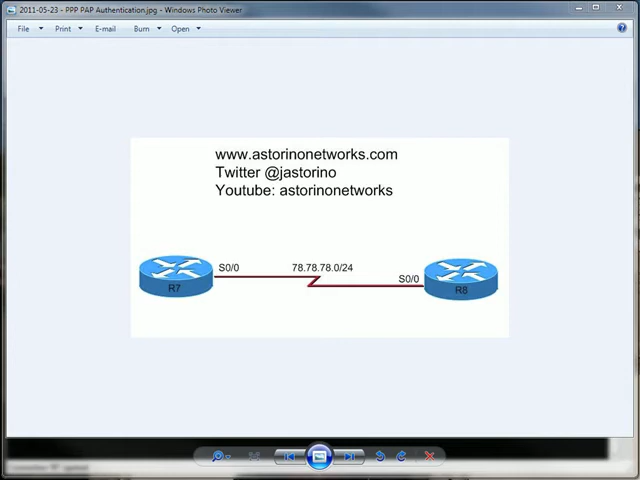 2011-05-23 - PPP PAP Authentication.jpg - Windows Photo Viewer
File Print E-mail Burn Open
www.astorinonetworks.com
Twitter @jastorino
Youtube: astorinonetworks
S0/0 78.78.78.0/24
S0/0
R7 R8